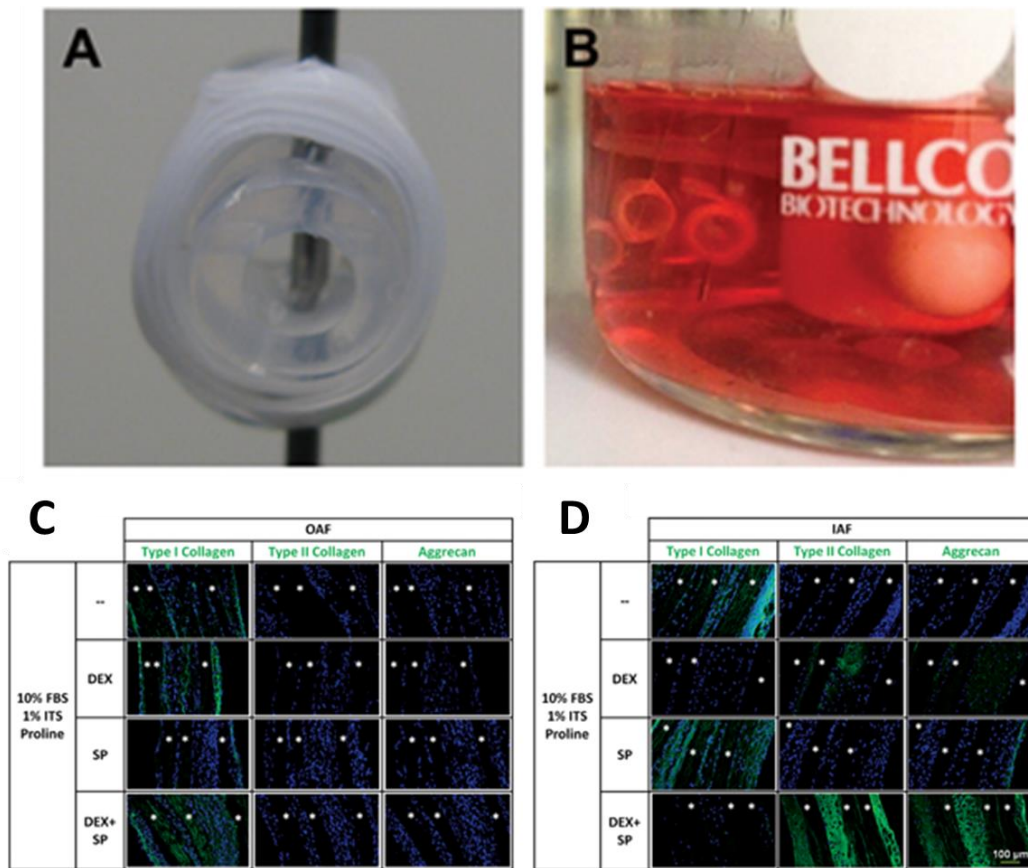 A
B
BELLCO
BIOTECHNOLOGY
C
OAF
Type I Collagen Type II Collagen Aggrecan
10% FBS
1% ITS
Proline
--
DEX
SP
DEX+
SP
D
IAF
Type I Collagen Type II Collagen Aggrecan
10% FBS
1% ITS
Proline
--
DEX
SP
DEX+
SP
100 µm